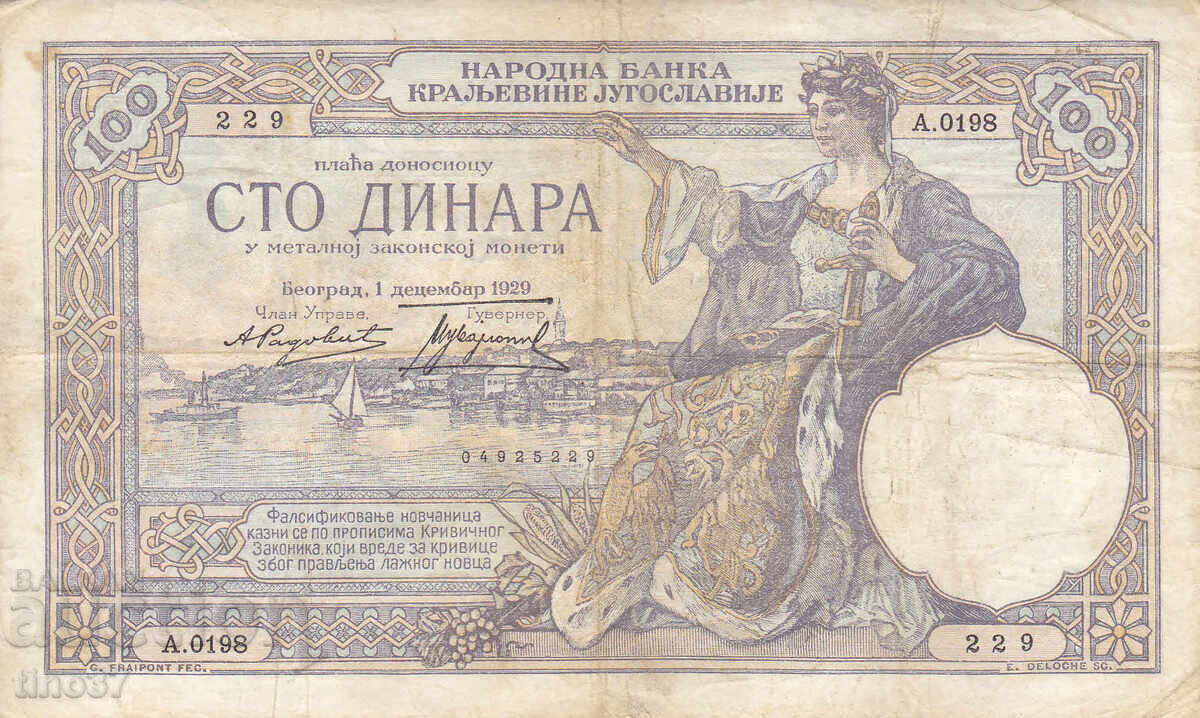 НАРОДНА БАНКА
КРАЉЕВИНЕ ЈУГОСЛАВИЈЕ
100
229
А.0198
100
плаћа доносиоцу
СТО ДИНАРА
у металној законској монети
Београд, 1 децембар 1929
Члан Управе, Гувернер,
А Радовић
04925229
Фалсификовање новчаница
казни се по прописима Кривичног
Законика, који вреде за кривице
због прављења лажног новца
А.0198
229
G. FRAIPONT FEC.
E. DELOCHE SC.
tino37